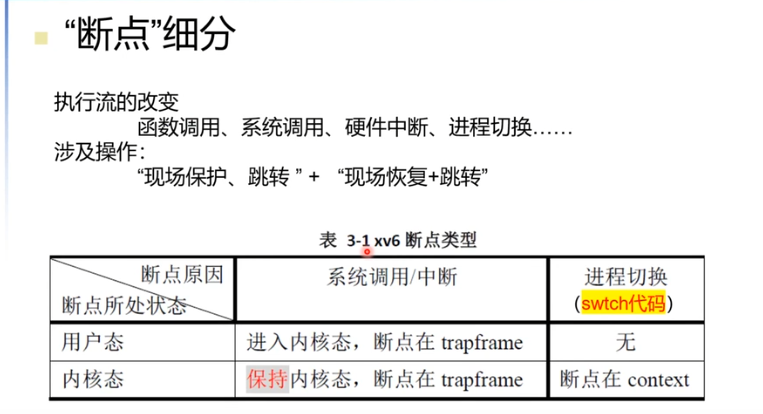 “断点”细分
执行流的改变
函数调用、系统调用、硬件中断、进程切换……
涉及操作：
“现场保护、跳转 ”+ “现场恢复+跳转”
表 3-1 xv6 断点类型
断点原因
断点所处状态
系统调用/中断
进程切换
（swtch代码）
用户态 进入内核态，断点在 trapframe 无
内核态 保持内核态，断点在 trapframe 断点在 context